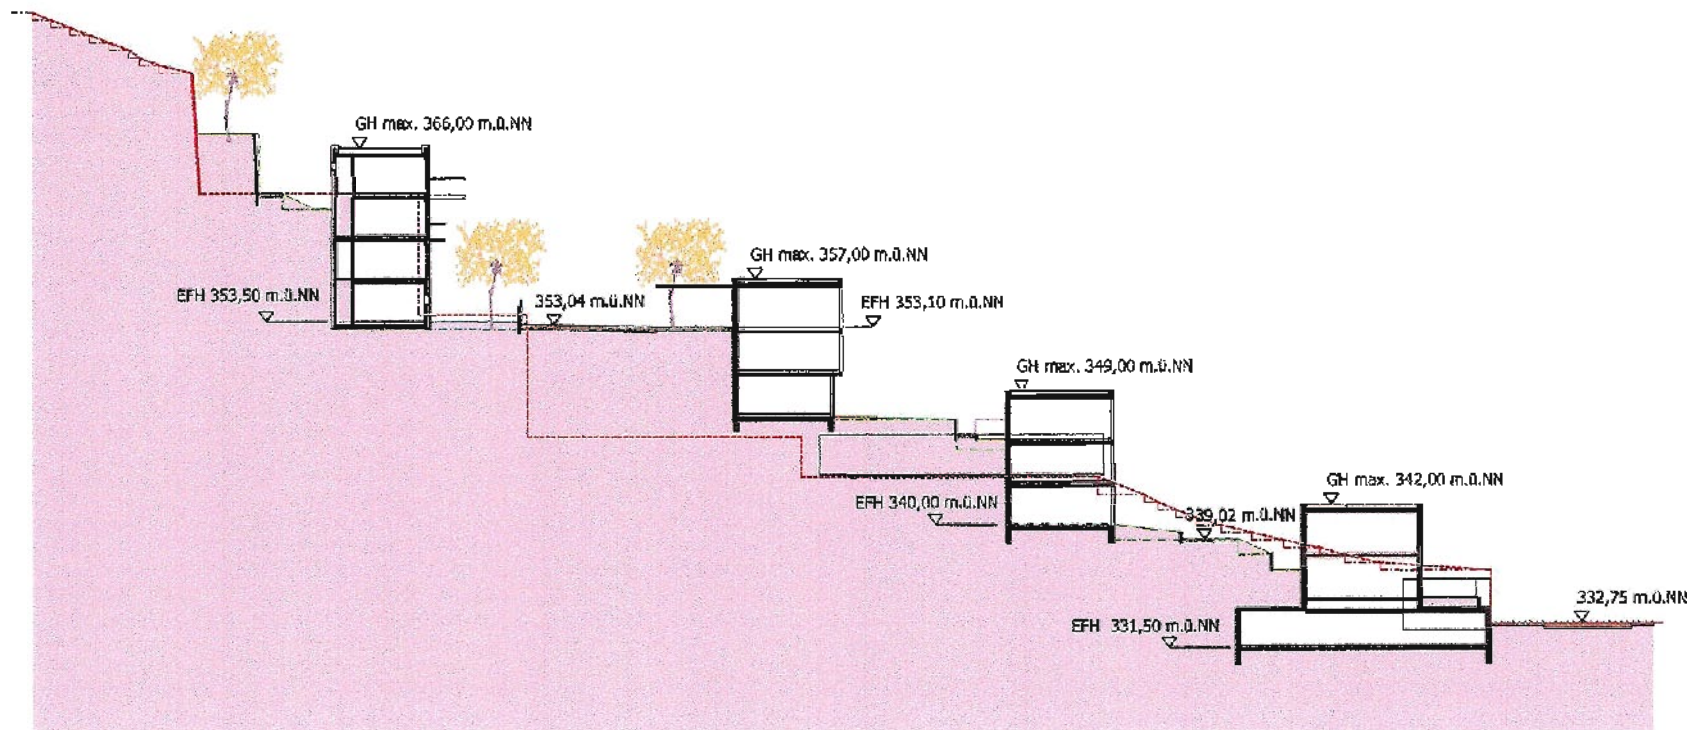 GH max. 366,00 m.ü.NN
GH max. 357,00 m.ü.NN
EFH 353,50 m.ü.NN
353,04 m.ü.NN
EFH 353,10 m.ü.NN
GH max. 349,00 m.ü.NN
GH max. 342,00 m.ü.NN
EFH 340,00 m.ü.NN
339,02 m.ü.NN
332,75 m.ü.NN
EFH 331,50 m.ü.NN